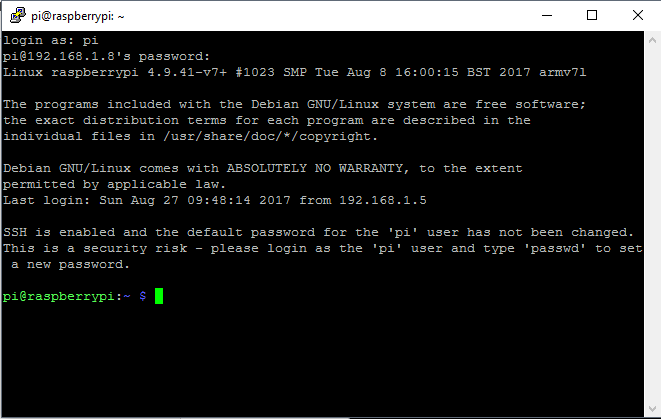 pi@raspberrypi: ~
login as: pi
pi@192.168.1.8's password:
Linux raspberrypi 4.9.41-v7+ #1023 SMP Tue Aug 8 16:00:15 BST 2017 armv7l
The programs included with the Debian GNU/Linux system are free software;
the exact distribution terms for each program are described in the
individual files in /usr/share/doc/*/copyright.
Debian GNU/Linux comes with ABSOLUTELY NO WARRANTY, to the extent
permitted by applicable law.
Last login: Sun Aug 27 09:48:14 2017 from 192.168.1.5
SSH is enabled and the default password for the 'pi' user has not been changed.
This is a security risk - please login as the 'pi' user and type 'passwd' to set
 a new password.
pi@raspberrypi:~ $